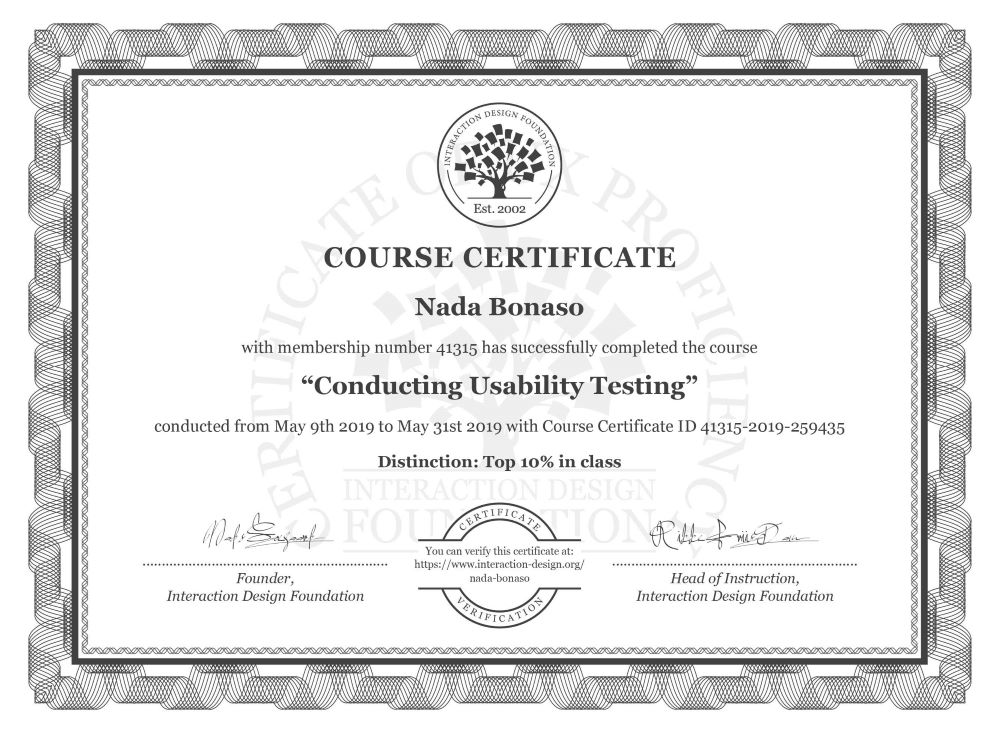 INTERACTION DESIGN FOUNDATION
Est. 2002
COURSE CERTIFICATE
Nada Bonaso
with membership number 41315 has successfully completed the course
“Conducting Usability Testing”
conducted from May 9th 2019 to May 31st 2019 with Course Certificate ID 41315-2019-259435
Distinction: Top 10% in class
CERTIFICATE
You can verify this certificate at:
https://www.interaction-design.org/
nada-bonaso
VERIFICATION
Founder,
Interaction Design Foundation
Head of Instruction,
Interaction Design Foundation
CERTIFICATE OF UX PROFICIENCY
INTERACTION DESIGN
FOUNDATION